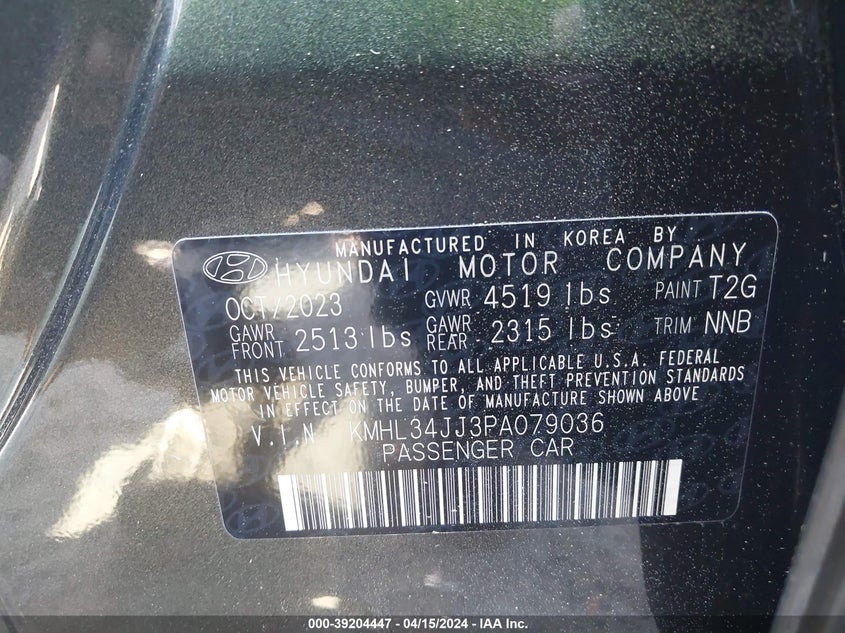 MANUFACTURED IN KOREA BY
HYUNDAI MOTOR COMPANY
OCT/2023 GVWR 4519 lbs PAINT T2G
GAWR FRONT 2513 lbs GAWR REAR 2315 lbs TRIM NNB
THIS VEHICLE CONFORMS TO ALL APPLICABLE U.S.A. FEDERAL
MOTOR VEHICLE SAFETY, BUMPER, AND THEFT PREVENTION STANDARDS
IN EFFECT ON THE DATE OF MANUFACTURE SHOWN ABOVE
V.I.N KMHL34JJ3PA079036
PASSENGER CAR
000-39204447 - 04/15/2024 - IAA Inc.